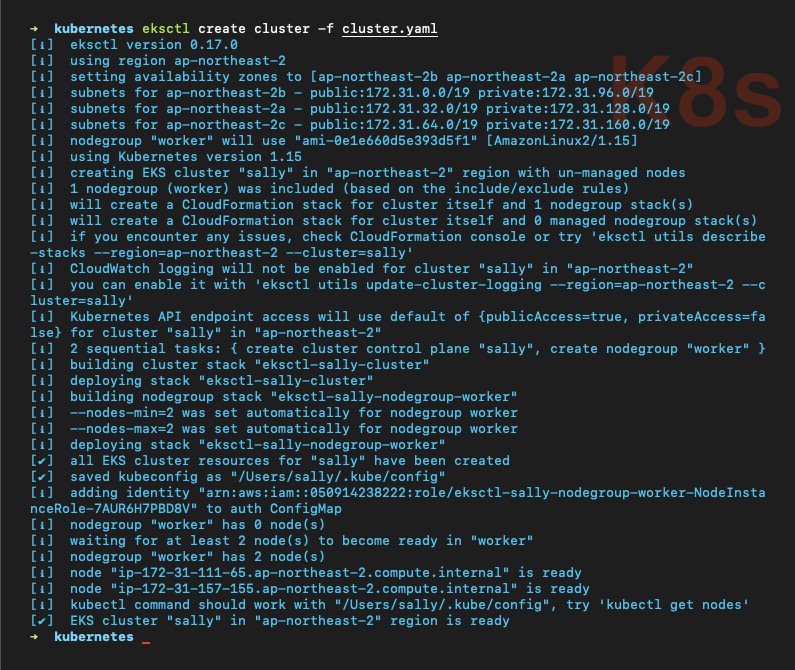 → kubernetes eksctl create cluster -f cluster.yaml
[ℹ]  eksctl version 0.17.0
[ℹ]  using region ap-northeast-2
[ℹ]  setting availability zones to [ap-northeast-2b ap-northeast-2a ap-northeast-2c]
[ℹ]  subnets for ap-northeast-2b - public:172.31.0.0/19 private:172.31.96.0/19
[ℹ]  subnets for ap-northeast-2a - public:172.31.32.0/19 private:172.31.128.0/19
[ℹ]  subnets for ap-northeast-2c - public:172.31.64.0/19 private:172.31.160.0/19
[ℹ]  nodegroup "worker" will use "ami-0e1e660d5e393d5f1" [AmazonLinux2/1.15]
[ℹ]  using Kubernetes version 1.15
[ℹ]  creating EKS cluster "sally" in "ap-northeast-2" region with un-managed nodes
[ℹ]  1 nodegroup (worker) was included (based on the include/exclude rules)
[ℹ]  will create a CloudFormation stack for cluster itself and 1 nodegroup stack(s)
[ℹ]  will create a CloudFormation stack for cluster itself and 0 managed nodegroup stack(s)
[ℹ]  if you encounter any issues, check CloudFormation console or try 'eksctl utils describe
-stacks --region=ap-northeast-2 --cluster=sally'
[ℹ]  CloudWatch logging will not be enabled for cluster "sally" in "ap-northeast-2"
[ℹ]  you can enable it with 'eksctl utils update-cluster-logging --region=ap-northeast-2 --c
luster=sally'
[ℹ]  Kubernetes API endpoint access will use default of {publicAccess=true, privateAccess=fa
lse} for cluster "sally" in "ap-northeast-2"
[ℹ]  2 sequential tasks: { create cluster control plane "sally", create nodegroup "worker" }
[ℹ]  building cluster stack "eksctl-sally-cluster"
[ℹ]  deploying stack "eksctl-sally-cluster"
[ℹ]  building nodegroup stack "eksctl-sally-nodegroup-worker"
[ℹ]  --nodes-min=2 was set automatically for nodegroup worker
[ℹ]  --nodes-max=2 was set automatically for nodegroup worker
[ℹ]  deploying stack "eksctl-sally-nodegroup-worker"
[✔]  all EKS cluster resources for "sally" have been created
[✔]  saved kubeconfig as "/Users/sally/.kube/config"
[ℹ]  adding identity "arn:aws:iam::050914238222:role/eksctl-sally-nodegroup-worker-NodeInsta
nceRole-7AUR6H7PBD8V" to auth ConfigMap
[ℹ]  nodegroup "worker" has 0 node(s)
[ℹ]  waiting for at least 2 node(s) to become ready in "worker"
[ℹ]  nodegroup "worker" has 2 node(s)
[ℹ]  node "ip-172-31-111-65.ap-northeast-2.compute.internal" is ready
[ℹ]  node "ip-172-31-157-155.ap-northeast-2.compute.internal" is ready
[ℹ]  kubectl command should work with "/Users/sally/.kube/config", try 'kubectl get nodes'
[✔]  EKS cluster "sally" in "ap-northeast-2" region is ready
→ kubernetes _
K8s